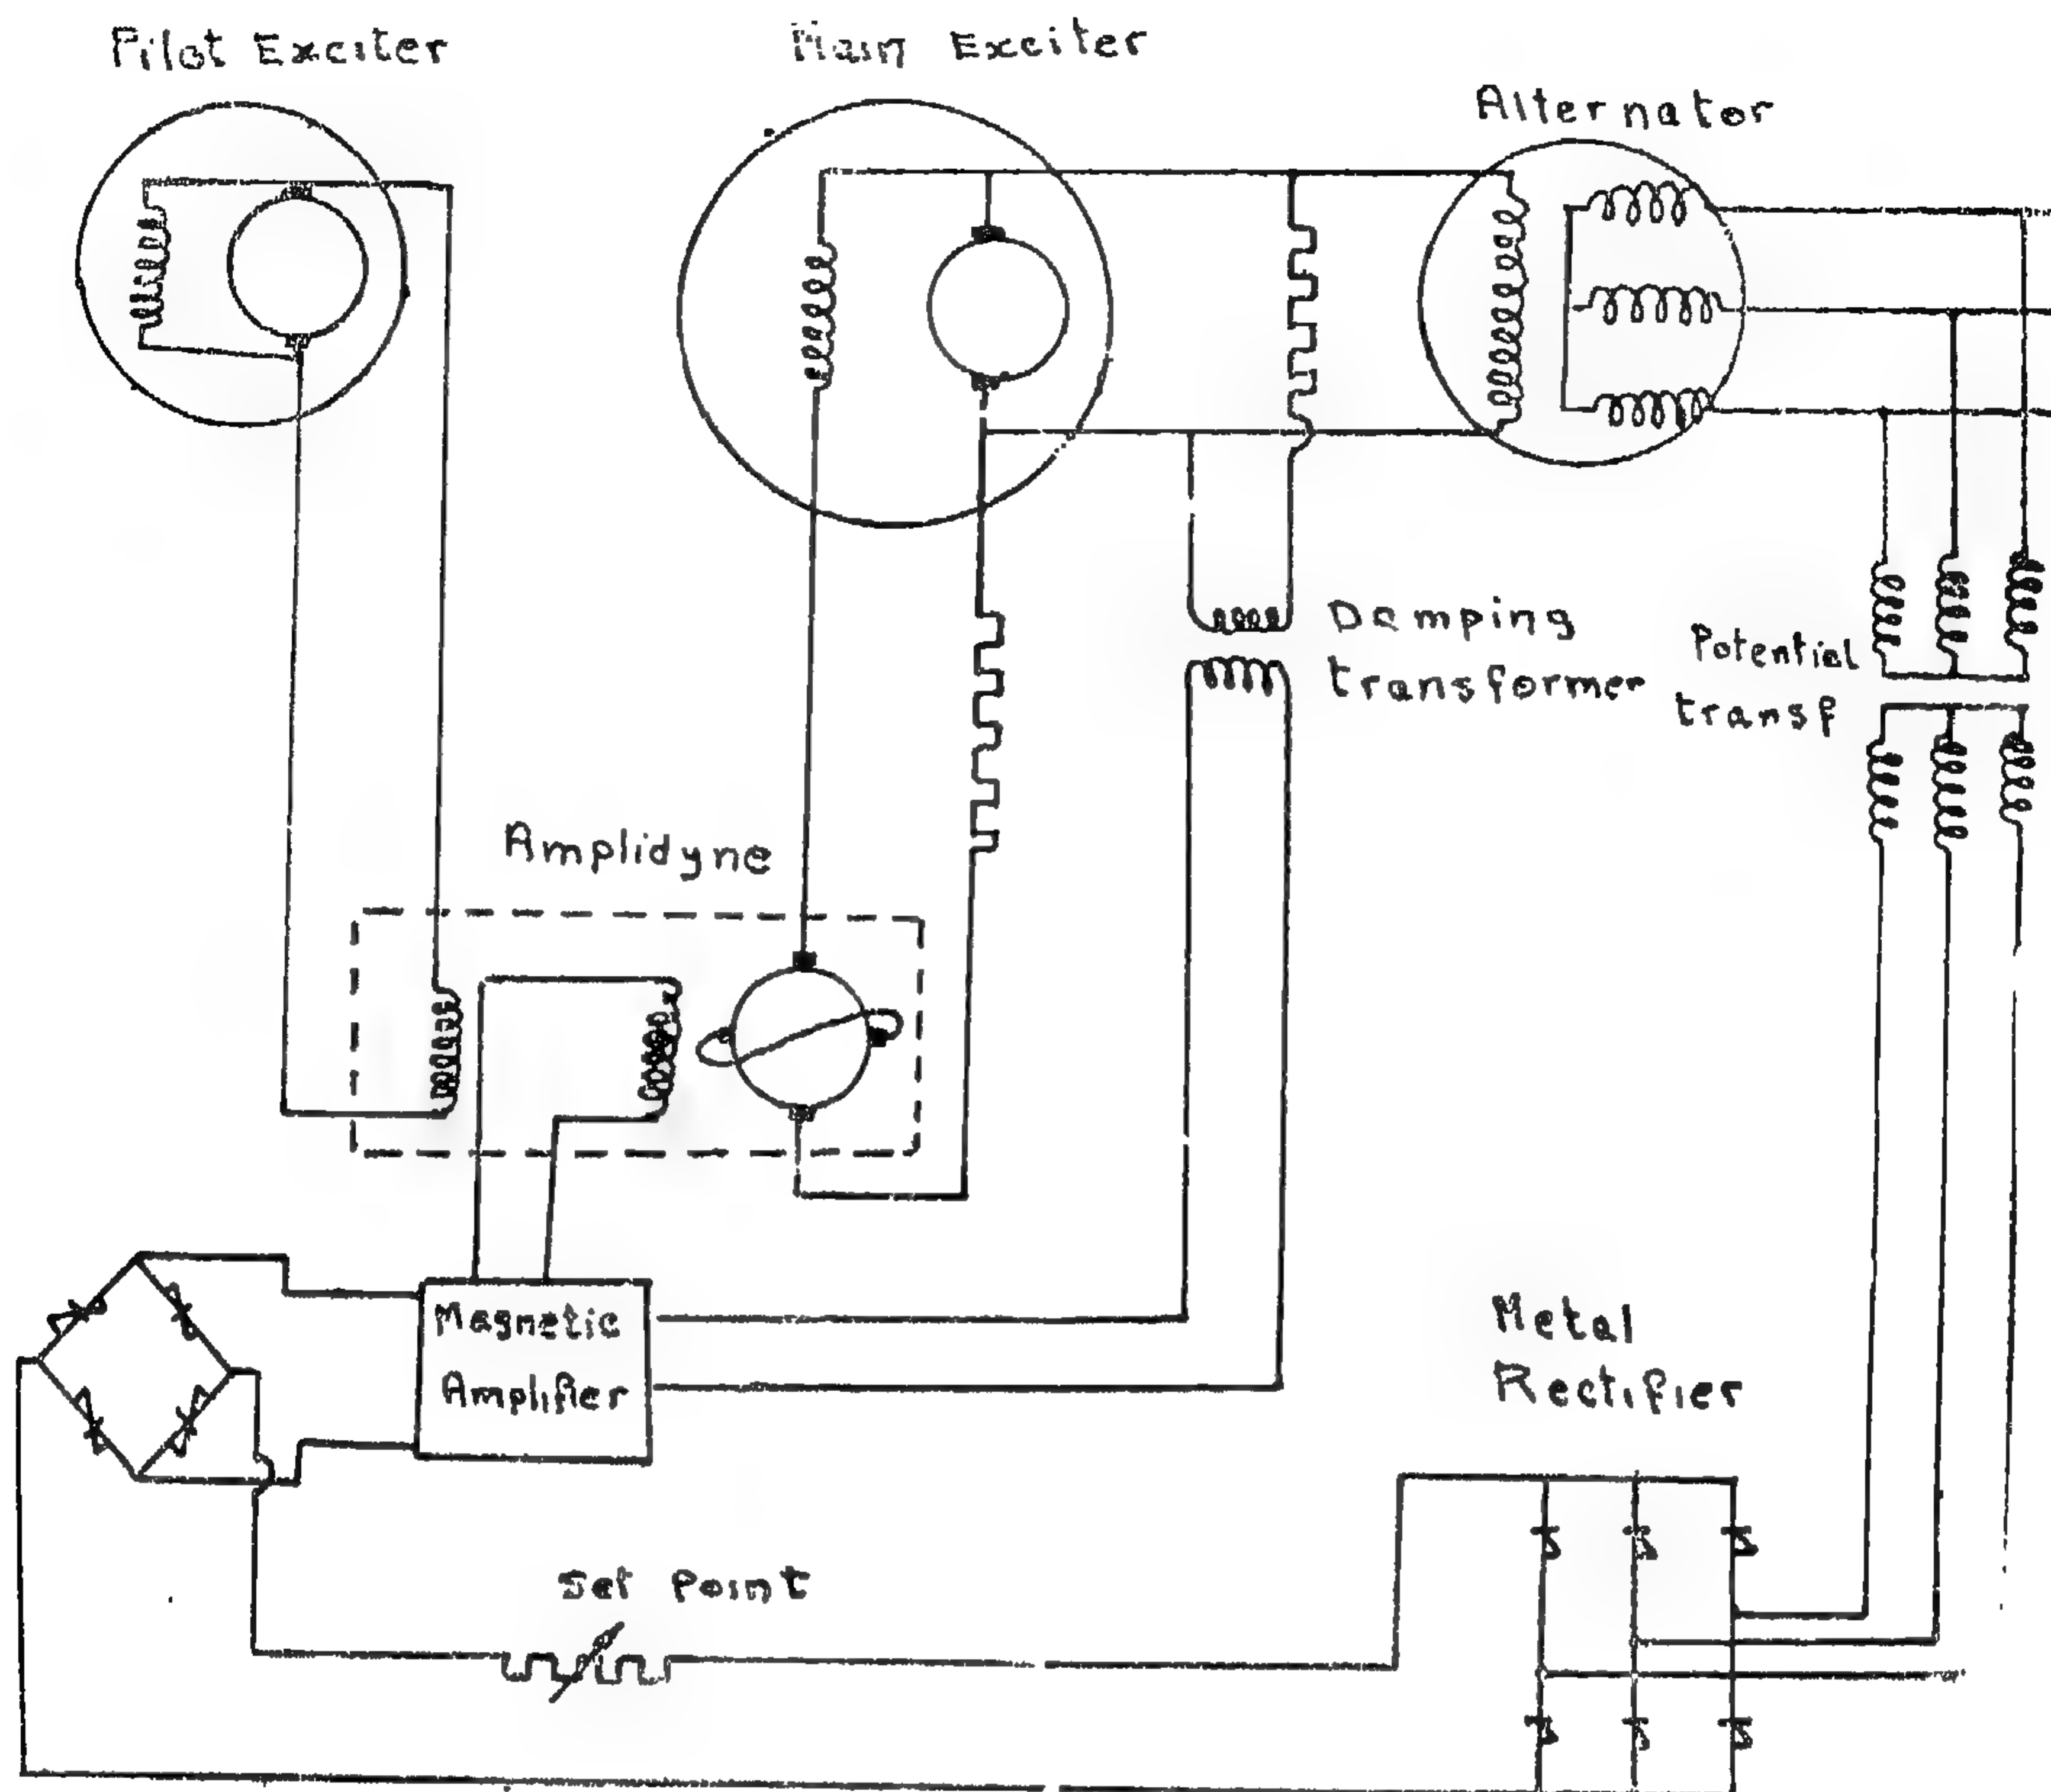 Pilot Exciter
Main Exciter
Alternator
Damping
transformer
Potential
transf
Amplidyne
Magnetic
Amplifier
Metal
Rectifier
Set Point